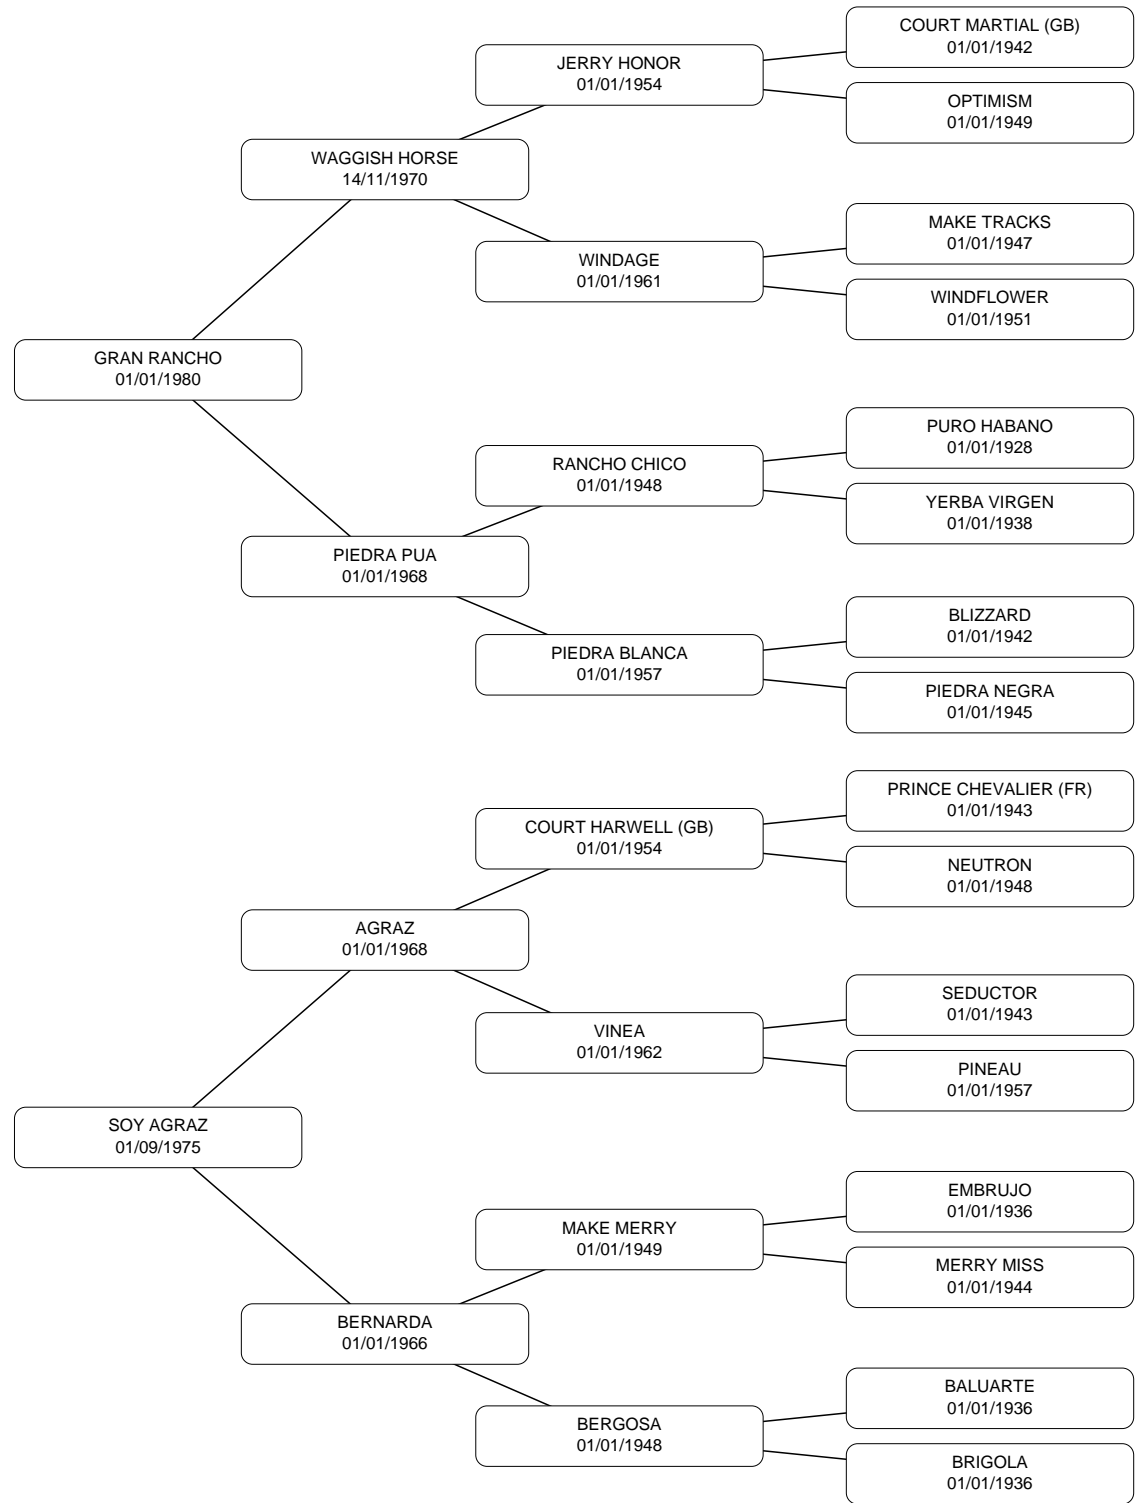 COURT MARTIAL (GB)
01/01/1942
JERRY HONOR
01/01/1954
OPTIMISM
01/01/1949
WAGGISH HORSE
14/11/1970
MAKE TRACKS
01/01/1947
WINDAGE
01/01/1961
WINDFLOWER
01/01/1951
GRAN RANCHO
01/01/1980
PURO HABANO
01/01/1928
RANCHO CHICO
01/01/1948
YERBA VIRGEN
01/01/1938
PIEDRA PUA
01/01/1968
BLIZZARD
01/01/1942
PIEDRA BLANCA
01/01/1957
PIEDRA NEGRA
01/01/1945
PRINCE CHEVALIER (FR)
01/01/1943
COURT HARWELL (GB)
01/01/1954
NEUTRON
01/01/1948
AGRAZ
01/01/1968
SEDUCTOR
01/01/1943
VINEA
01/01/1962
PINEAU
01/01/1957
SOY AGRAZ
01/09/1975
EMBRUJO
01/01/1936
MAKE MERRY
01/01/1949
MERRY MISS
01/01/1944
BERNARDA
01/01/1966
BALUARTE
01/01/1936
BERGOSA
01/01/1948
BRIGOLA
01/01/1936